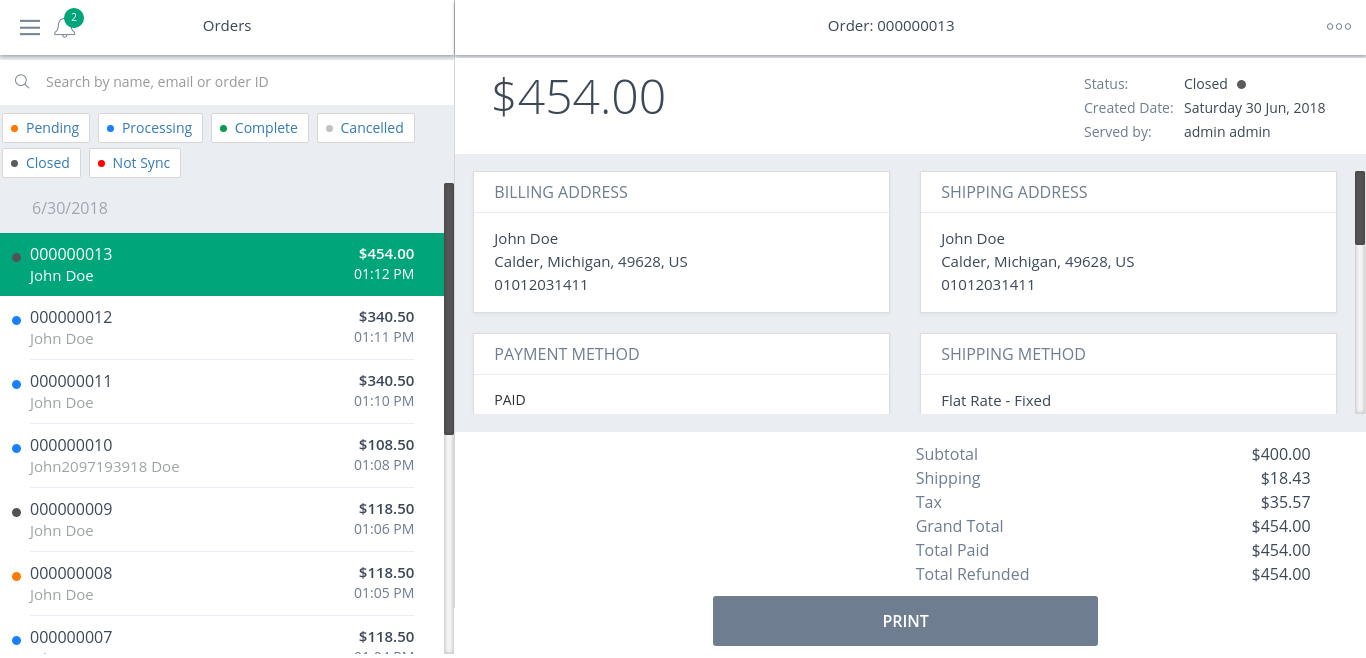 2
Orders
Search by name, email or order ID
Pending
Processing
Complete
Cancelled
Closed
Not Sync
6/30/2018
000000013 $454.00
John Doe 01:12 PM
000000012 $340.50
John Doe 01:11 PM
000000011 $340.50
John Doe 01:10 PM
000000010 $108.50
John2097193918 Doe 01:08 PM
000000009 $118.50
John Doe 01:06 PM
000000008 $118.50
John Doe 01:05 PM
000000007 $118.50
Order: 000000013
$454.00
Status: Closed
Created Date: Saturday 30 Jun, 2018
Served by: admin admin
BILLING ADDRESS
John Doe
Calder, Michigan, 49628, US
01012031411
SHIPPING ADDRESS
John Doe
Calder, Michigan, 49628, US
01012031411
PAYMENT METHOD
PAID
SHIPPING METHOD
Flat Rate - Fixed
Subtotal $400.00
Shipping $18.43
Tax $35.57
Grand Total $454.00
Total Paid $454.00
Total Refunded $454.00
PRINT